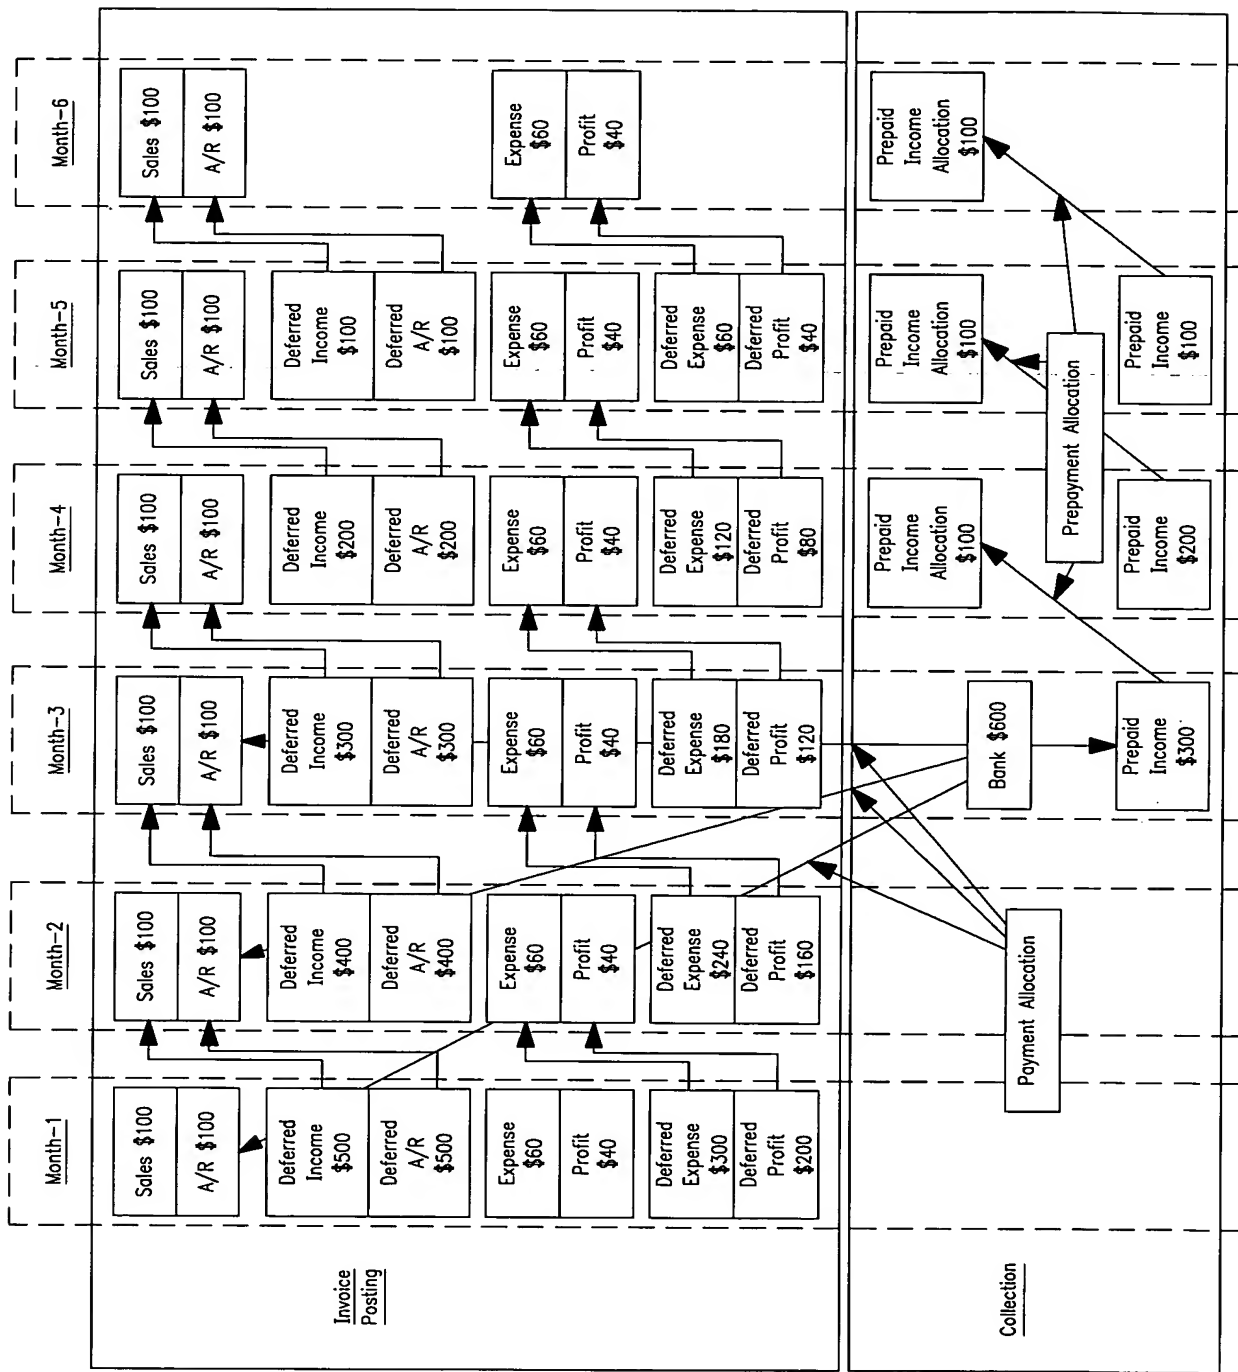 Month-1
Month-2
Month-3
Month-4
Month-5
Month-6
Invoice
Posting
Sales $100
A/R $100
Deferred
Income
$500
Deferred
A/R
$500
Expense
$60
Profit
$40
Deferred
Expense
$300
Deferred
Profit
$200
Sales $100
A/R $100
Deferred
Income
$400
Deferred
A/R
$400
Expense
$60
Profit
$40
Deferred
Expense
$240
Deferred
Profit
$160
Sales $100
A/R $100
Deferred
Income
$300
Deferred
A/R
$300
Expense
$60
Profit
$40
Deferred
Expense
$180
Deferred
Profit
$120
Sales $100
A/R $100
Deferred
Income
$200
Deferred
A/R
$200
Expense
$60
Profit
$40
Deferred
Expense
$120
Deferred
Profit
$80
Sales $100
A/R $100
Deferred
Income
$100
Deferred
A/R
$100
Expense
$60
Profit
$40
Deferred
Expense
$60
Deferred
Profit
$40
Sales $100
A/R $100
Expense
$60
Profit
$40
Collection
Payment Allocation
Bank $600
Prepaid
Income
$300
Prepaid
Income
Allocation
$100
Prepayment Allocation
Prepaid
Income
$200
Prepaid
Income
Allocation
$100
Prepaid
Income
$100
Prepaid
Income
Allocation
$100